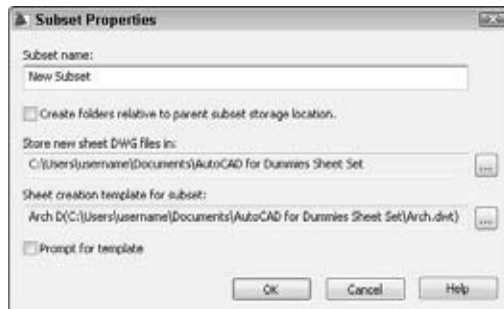 Subset Properties
Subset name:
New Subset
Create folders relative to parent subset storage location.
Store new sheet DWG files in:
C:\Users\username\Documents\AutoCAD for Dummies Sheet Set
...
Sheet creation template for subset:
Arch D(C:\Users\username\Documents\AutoCAD for Dummies Sheet Set\Arch.dwt)
...
Prompt for template
OK Cancel Help